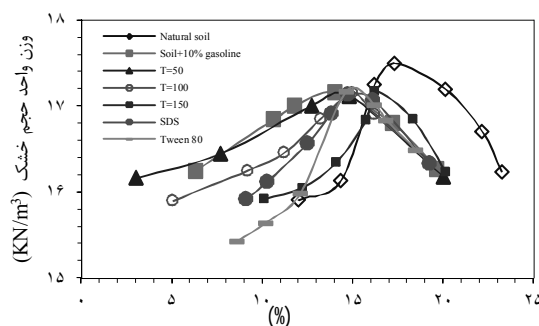 وزن واحد حجم خشک (KN/m³)
۱۸
۱۷
۱۶
۱۵
Natural soil
Soil+10% gasoline
T=50
T=100
T=150
SDS
Tween 80
۰ ۵ ۱۰ ۱۵ ۲۰ ۲۵
(%)